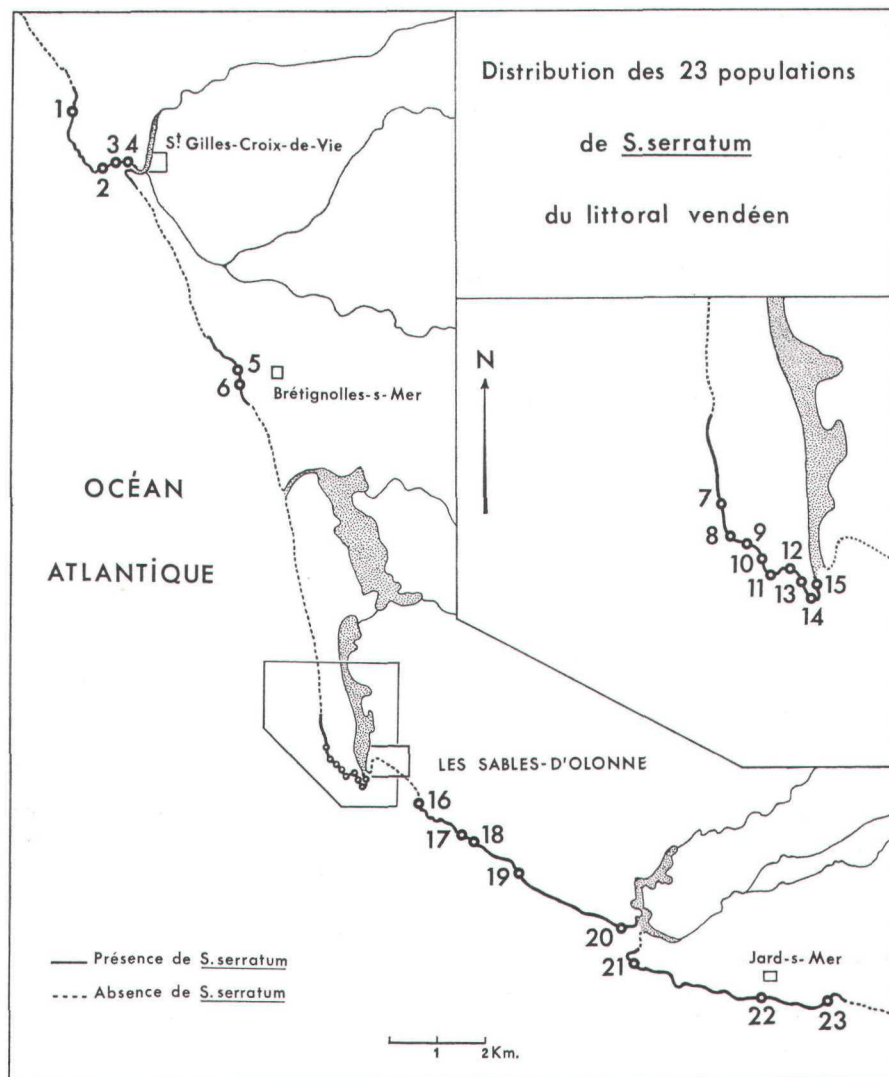 Distribution des 23 populations
de S.serratum
du littoral vendéen
1
2
3 4
St Gilles-Croix-de-Vie
5
6
Brétignolles-s-Mer
N
OCÉAN
ATLANTIQUE
7
8
9
10
11
12
13
14
15
LES SABLES-D'OLONNE
16
17
18
19
20
21
Jard-s-Mer
22
23
Présence de S.serratum
Absence de S.serratum
1 2Km.